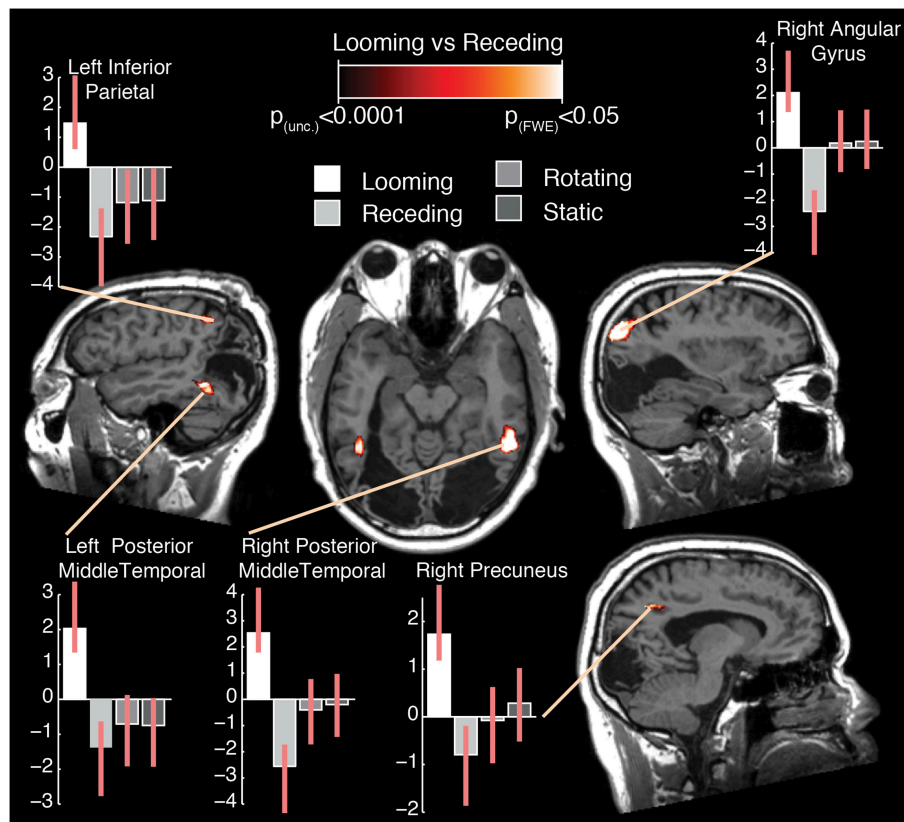 Looming vs Receding
p(unc.)<0.0001
p(FWE)<0.05
Looming
Receding
Rotating
Static
Left Inferior
Parietal
3
2
1
0
−1
−2
−3
−4
Right Angular
Gyrus
4
3
2
1
0
−1
−2
−3
−4
Left Posterior
MiddleTemporal
3
2
1
0
−1
−2
−3
Right Posterior
MiddleTemporal
4
3
2
1
0
−1
−2
−3
−4
Right Precuneus
2
1
0
−1
−2